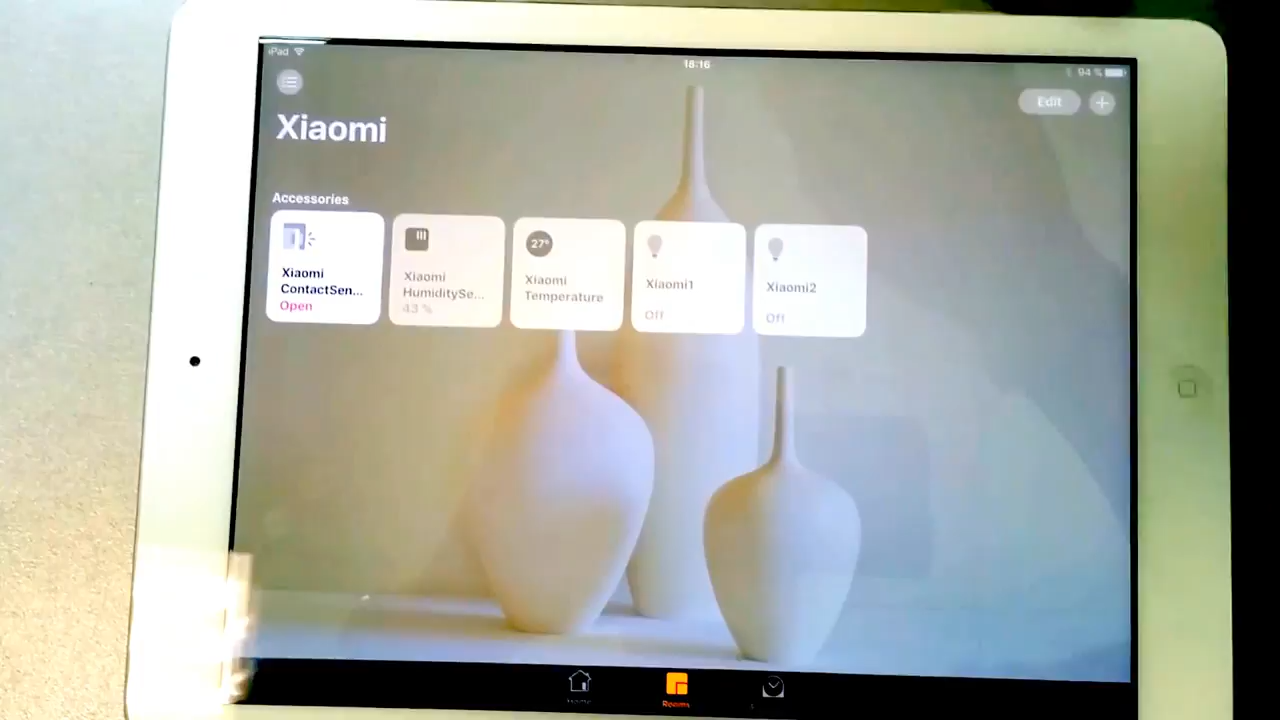 iPad
18:16
94 %
Edit
Xiaomi
Accessories
Xiaomi
ContactSen...
Open
Xiaomi
HumiditySe...
43 %
27°
Xiaomi
Temperature
Xiaomi1
Off
Xiaomi2
Off
Home
Rooms